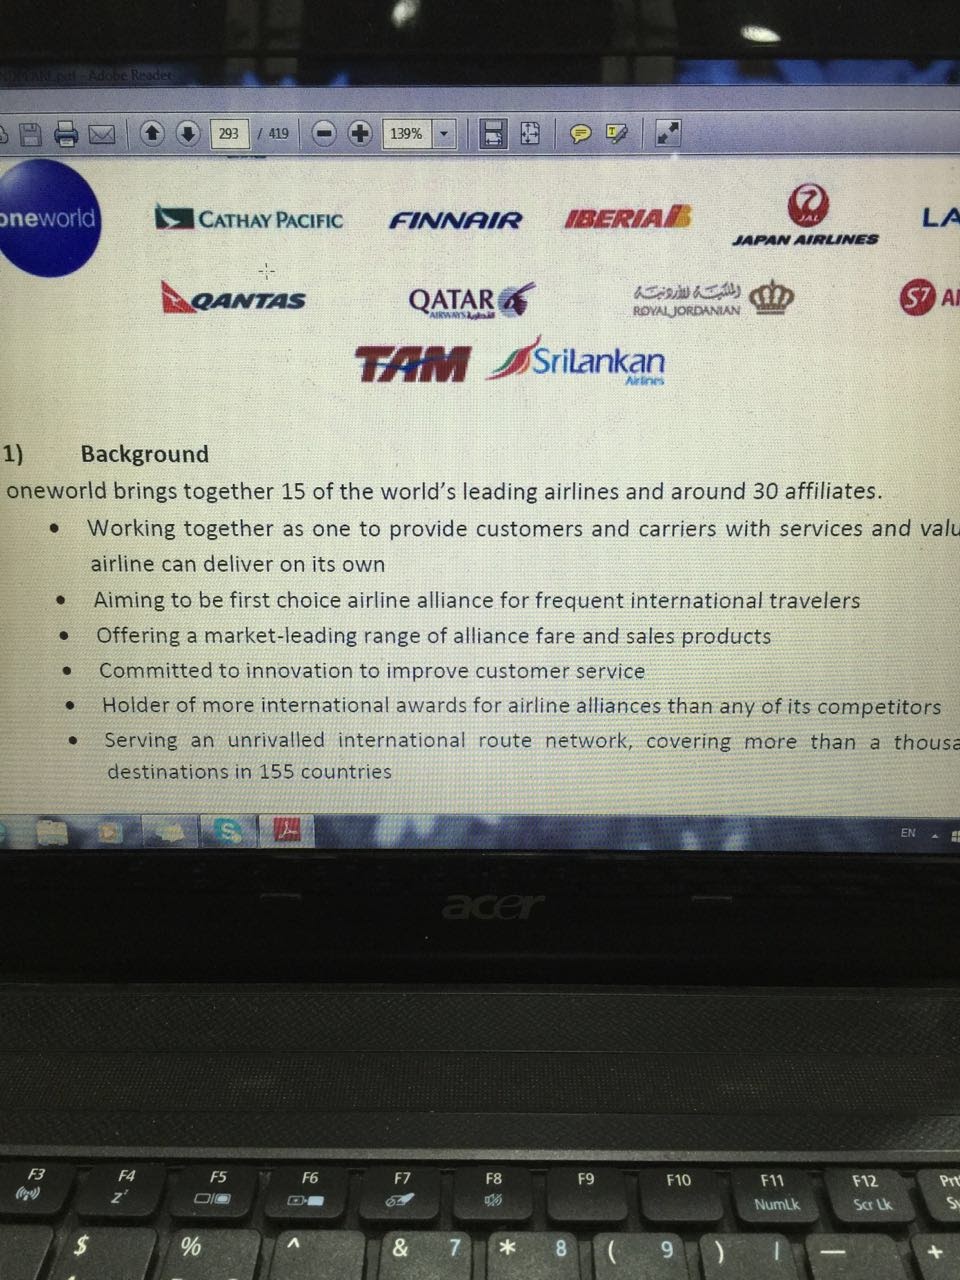 - Adobe Reader
293 / 419 139%
oneworld CATHAY PACIFIC FINNAIR IBERIA JAL JAPAN AIRLINES LA
QANTAS QATAR AIRWAYS القطرية الملكية الأردنية ROYAL JORDANIAN S7 AI
TAM SriLankan Airlines
1) Background
oneworld brings together 15 of the world's leading airlines and around 30 affiliates.
• Working together as one to provide customers and carriers with services and valu
airline can deliver on its own
• Aiming to be first choice airline alliance for frequent international travelers
• Offering a market-leading range of alliance fare and sales products
• Committed to innovation to improve customer service
• Holder of more international awards for airline alliances than any of its competitors
• Serving an unrivalled international route network, covering more than a thousa
destinations in 155 countries
EN
acer
F3 F4 F5 F6 F7 F8 F9 F10 F11 F12 Prt
Zz NumLk Scr Lk Sy
$ % ^ & 7 * 8 ( 9 ) / — +